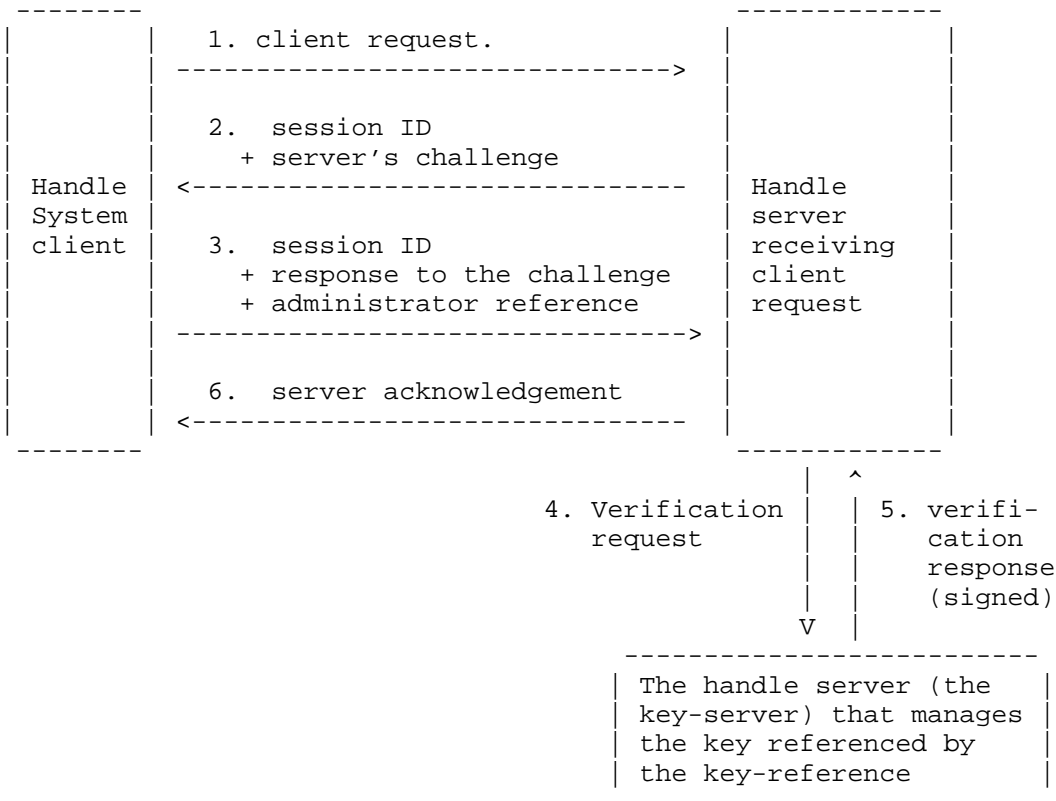 1. client request.
2. session ID
+ server's challenge
Handle
System
client
Handle
server
receiving
client
request
3. session ID
+ response to the challenge
+ administrator reference
6. server acknowledgement
4. Verification
request
5. verifi-
cation
response
(signed)
The handle server (the
key-server) that manages
the key referenced by
the key-reference